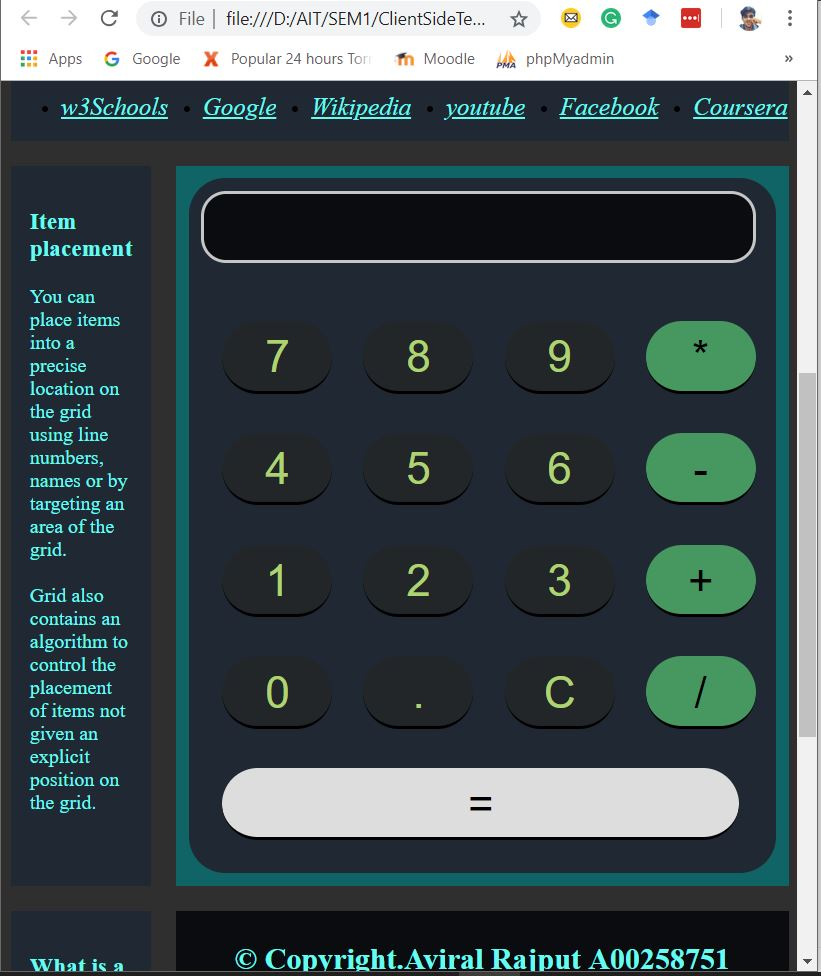 File | file:///D:/AIT/SEM1/ClientSideTe...
Apps Google Popular 24 hours Torr Moodle PMA phpMyadmin »
• w3Schools • Google • Wikipedia • youtube • Facebook • Coursera
Item
placement
You can
place items
into a
precise
location on
the grid
using line
numbers,
names or by
targeting an
area of the
grid.
Grid also
contains an
algorithm to
control the
placement
of items not
given an
explicit
position on
the grid.
7 8 9 *
4 5 6 -
1 2 3 +
0 . C /
=
What is a
© Copyright.Aviral Rajput A00258751